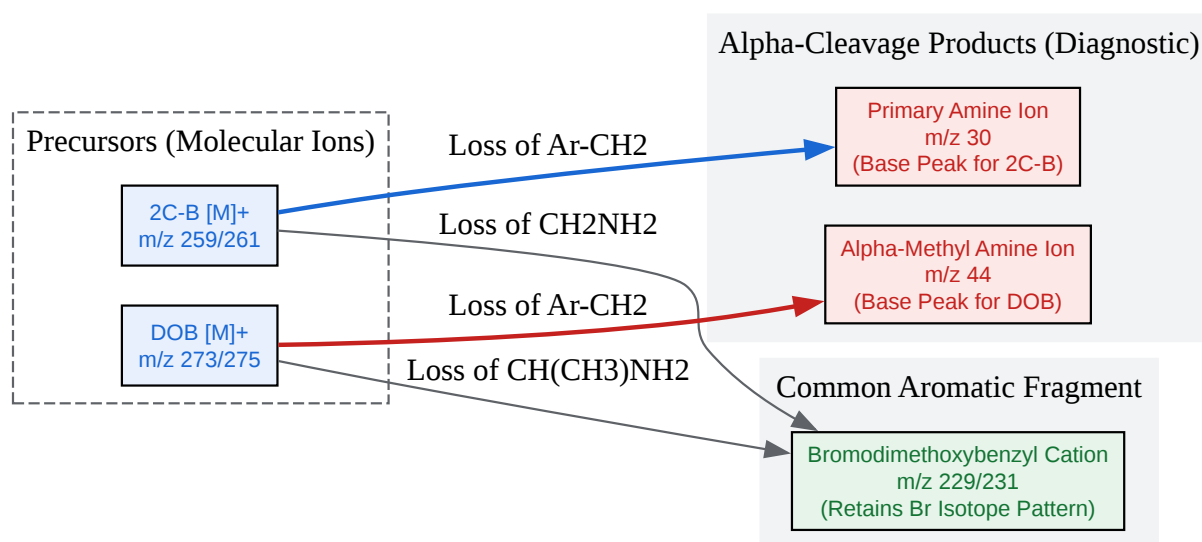 Alpha-Cleavage Products (Diagnostic)
Primary Amine Ion
m/z 30
(Base Peak for 2C-B)
Precursors (Molecular Ions)
Loss of Ar-CH2
2C-B [M]+
m/z 259/261
Loss of CH2NH2
Alpha-Methyl Amine Ion
m/z 44
(Base Peak for DOB)
Loss of Ar-CH2
DOB [M]+
m/z 273/275
Loss of CH(CH3)NH2
Common Aromatic Fragment
Bromodimethoxybenzyl Cation
m/z 229/231
(Retains Br Isotope Pattern)